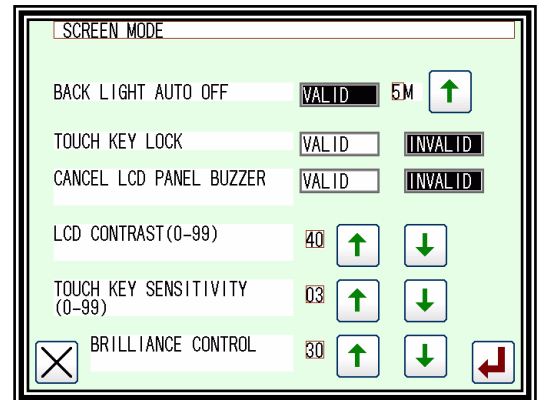 SCREEN MODE
BACK LIGHT AUTO OFF VALID 5M
TOUCH KEY LOCK VALID INVALID
CANCEL LCD PANEL BUZZER VALID INVALID
LCD CONTRAST(0-99) 40
TOUCH KEY SENSITIVITY 03
(0-99)
BRILLIANCE CONTROL 30